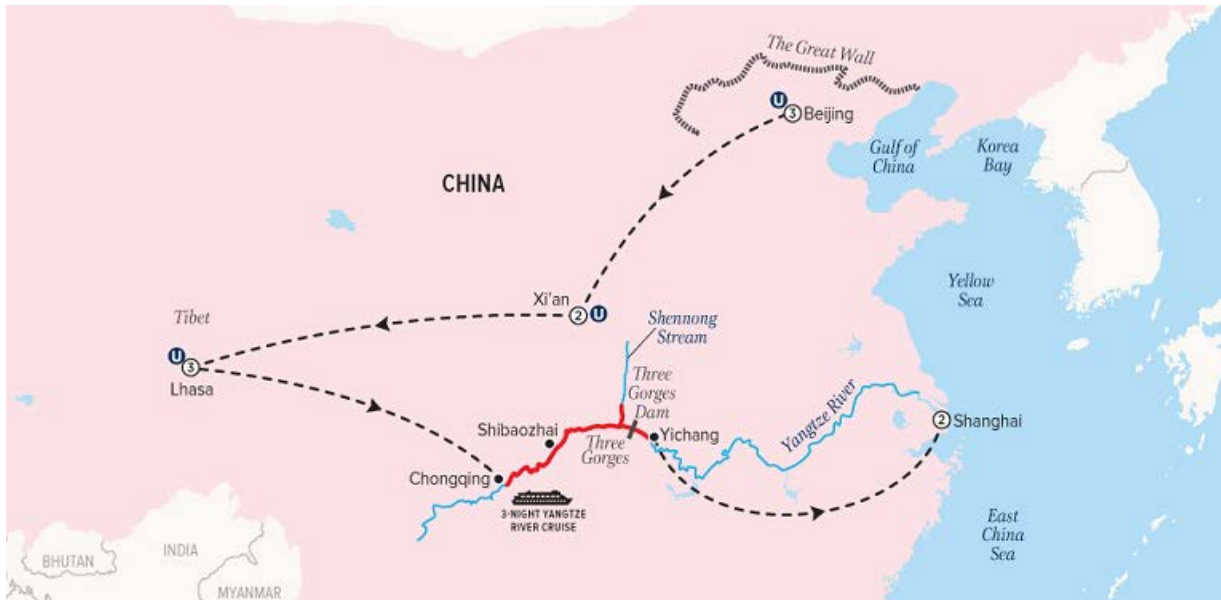 The Great Wall
U
3
Beijing
Gulf of
China
Korea
Bay
CHINA
Yellow
Sea
Xi'an
2
U
Tibet
U
3
Lhasa
Shennong
Stream
Three
Gorges
Dam
Yangtze River
Shibaozhai
Three
Gorges
Yichang
2
Shanghai
Chongqing
3-NIGHT YANGTZE
RIVER CRUISE
East
China
Sea
BHUTAN
INDIA
MYANMAR